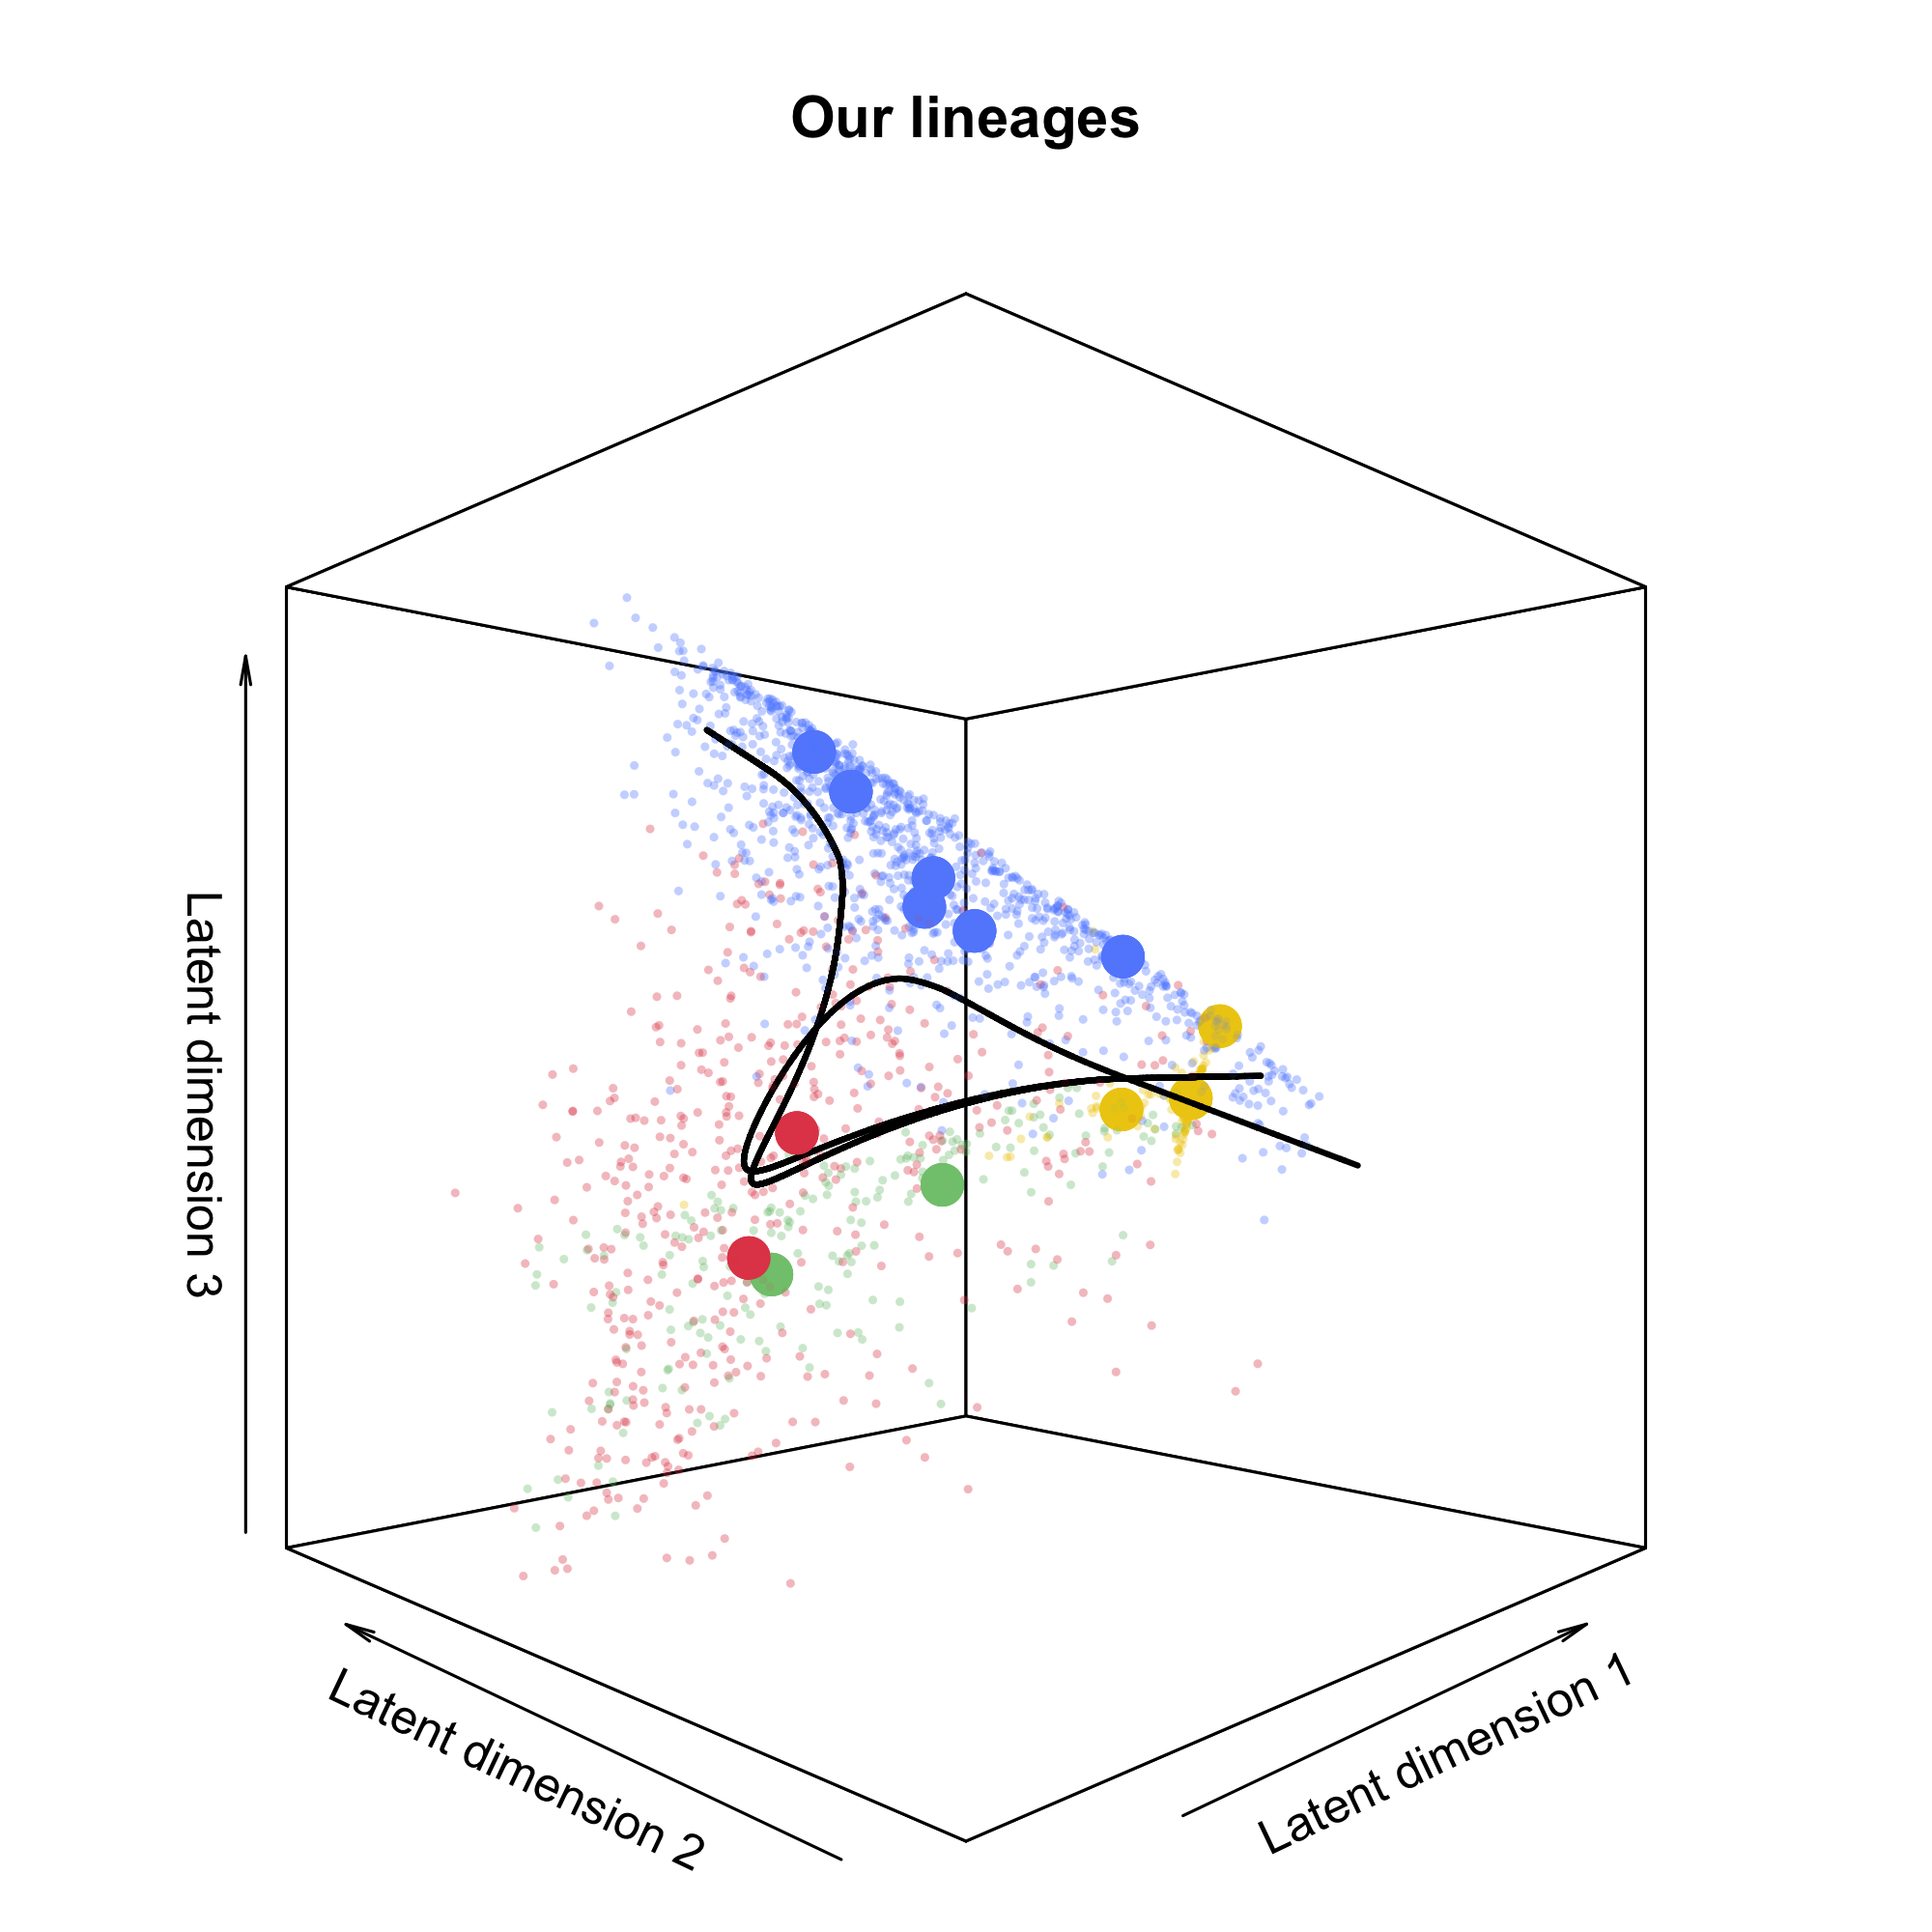 Our lineages
Latent dimension 3
Latent dimension 2
Latent dimension 1